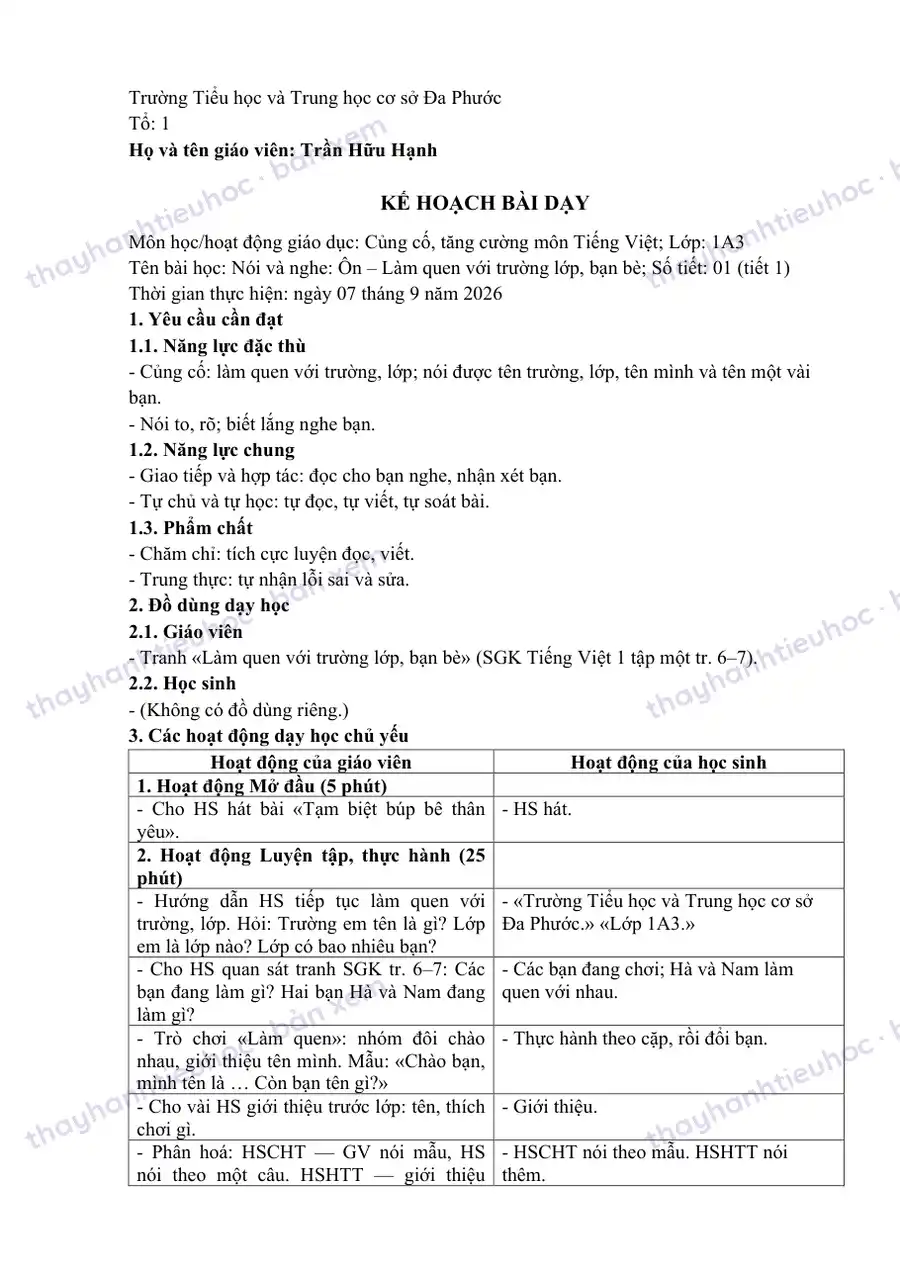 Trường Tiểu học và Trung học cơ sở Đa Phước
Tổ: 1
Họ và tên giáo viên: Trần Hữu Hạnh
KẾ HOẠCH BÀI DẠY
Môn học/hoạt động giáo dục: Củng cố, tăng cường môn Tiếng Việt; Lớp: 1A3
Tên bài học: Nói và nghe: Ôn – Làm quen với trường lớp, bạn bè; Số tiết: 01 (tiết 1)
Thời gian thực hiện: ngày 07 tháng 9 năm 2026
1. Yêu cầu cần đạt
1.1. Năng lực đặc thù
- Củng cố: làm quen với trường, lớp; nói được tên trường, lớp, tên mình và tên một vài
bạn.
- Nói to, rõ; biết lắng nghe bạn.
1.2. Năng lực chung
- Giao tiếp và hợp tác: đọc cho bạn nghe, nhận xét bạn.
- Tự chủ và tự học: tự đọc, tự viết, tự soát bài.
1.3. Phẩm chất
- Chăm chỉ: tích cực luyện đọc, viết.
- Trung thực: tự nhận lỗi sai và sửa.
2. Đồ dùng dạy học
2.1. Giáo viên
- Tranh «Làm quen với trường lớp, bạn bè» (SGK Tiếng Việt 1 tập một tr. 6–7).
2.2. Học sinh
- (Không có đồ dùng riêng.)
3. Các hoạt động dạy học chủ yếu
Hoạt động của giáo viên
Hoạt động của học sinh
1. Hoạt động Mở đầu (5 phút)
- Cho HS hát bài «Tạm biệt búp bê thân
yêu».
- HS hát.
2. Hoạt động Luyện tập, thực hành (25
phút)
- Hướng dẫn HS tiếp tục làm quen với
trường, lớp. Hỏi: Trường em tên là gì? Lớp
em là lớp nào? Lớp có bao nhiêu bạn?
- «Trường Tiểu học và Trung học cơ sở
Đa Phước.» «Lớp 1A3.»
- Cho HS quan sát tranh SGK tr. 6–7: Các
bạn đang làm gì? Hai bạn Hà và Nam đang
làm gì?
- Các bạn đang chơi; Hà và Nam làm
quen với nhau.
- Trò chơi «Làm quen»: nhóm đôi chào
nhau, giới thiệu tên mình. Mẫu: «Chào bạn,
mình tên là … Còn bạn tên gì?»
- Thực hành theo cặp, rồi đổi bạn.
- Cho vài HS giới thiệu trước lớp: tên, thích
chơi gì.
- Giới thiệu.
- Phân hoá: HSCHT — GV nói mẫu, HS
nói theo một câu. HSHTT — giới thiệu
- HSCHT nói theo mẫu. HSHTT nói
thêm.
thayhanhtieuhoc · bản xem
thayhanhtieuhoc · b
thayhanhtieuhoc · bản xem
thayhanhtieuhoc · b
thayhanhtieuhoc · bản xem
thayhanhtieuhoc · b